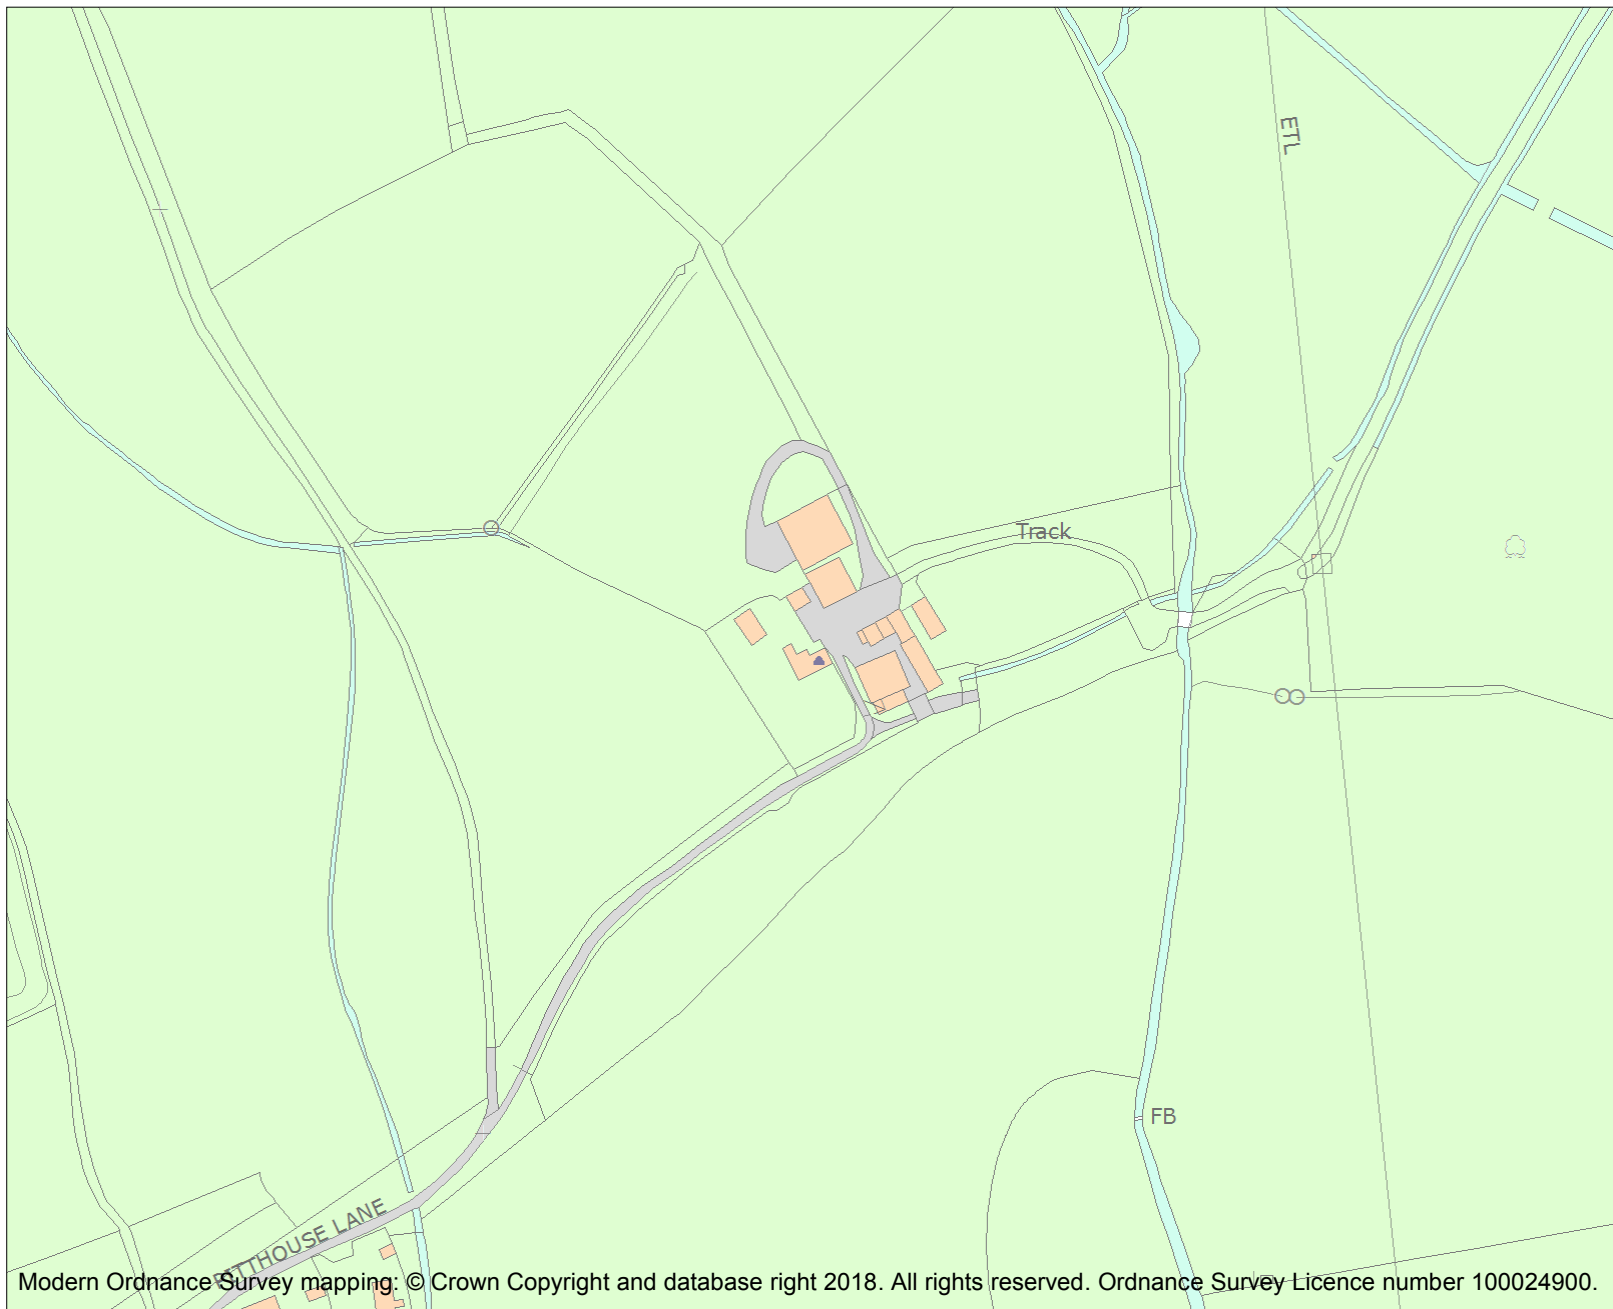 ETL
Track
FB
PITTHOUSE LANE
Modern Ordnance Survey mapping: © Crown Copyright and database right 2018. All rights reserved. Ordnance Survey Licence number 100024900.